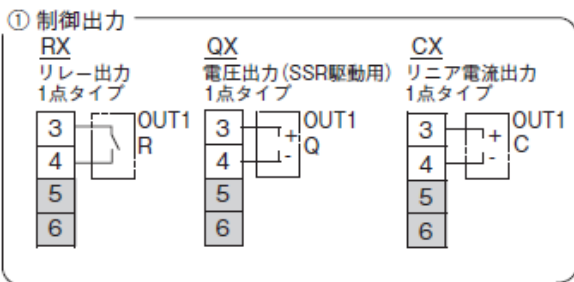 ① 制御出力
RX QX CX
リレー出力 電圧出力(SSR駆動用) リニア電流出力
1点タイプ 1点タイプ 1点タイプ
3 OUT1 3 + OUT1 3 + OUT1
4 R 4 - Q 4 - C
5 5 5
6 6 6